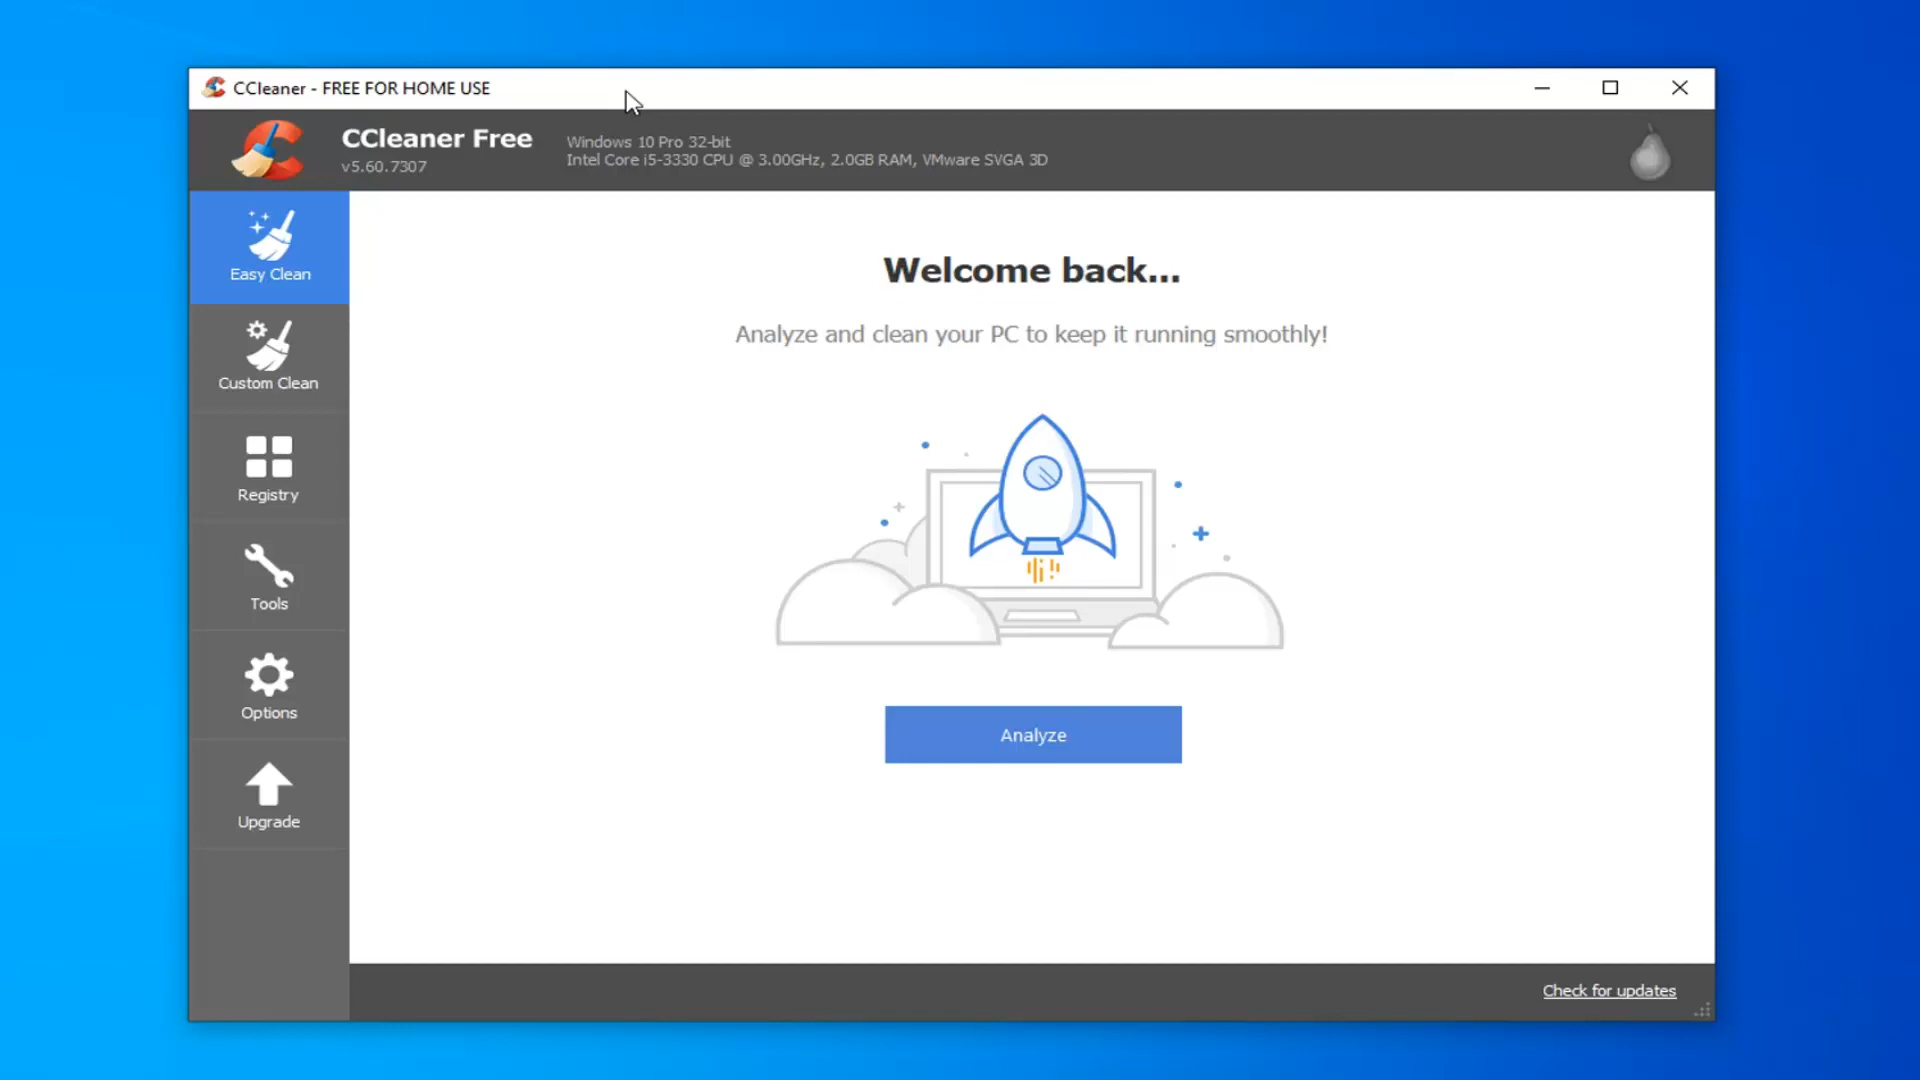 CCleaner - FREE FOR HOME USE
CCleaner Free
v5.60.7307
Windows 10 Pro 32-bit
Intel Core i5-3330 CPU @ 3.00GHz, 2.0GB RAM, VMware SVGA 3D
Easy Clean
Custom Clean
Registry
Tools
Options
Upgrade
Welcome back...
Analyze and clean your PC to keep it running smoothly!
Analyze
Check for updates